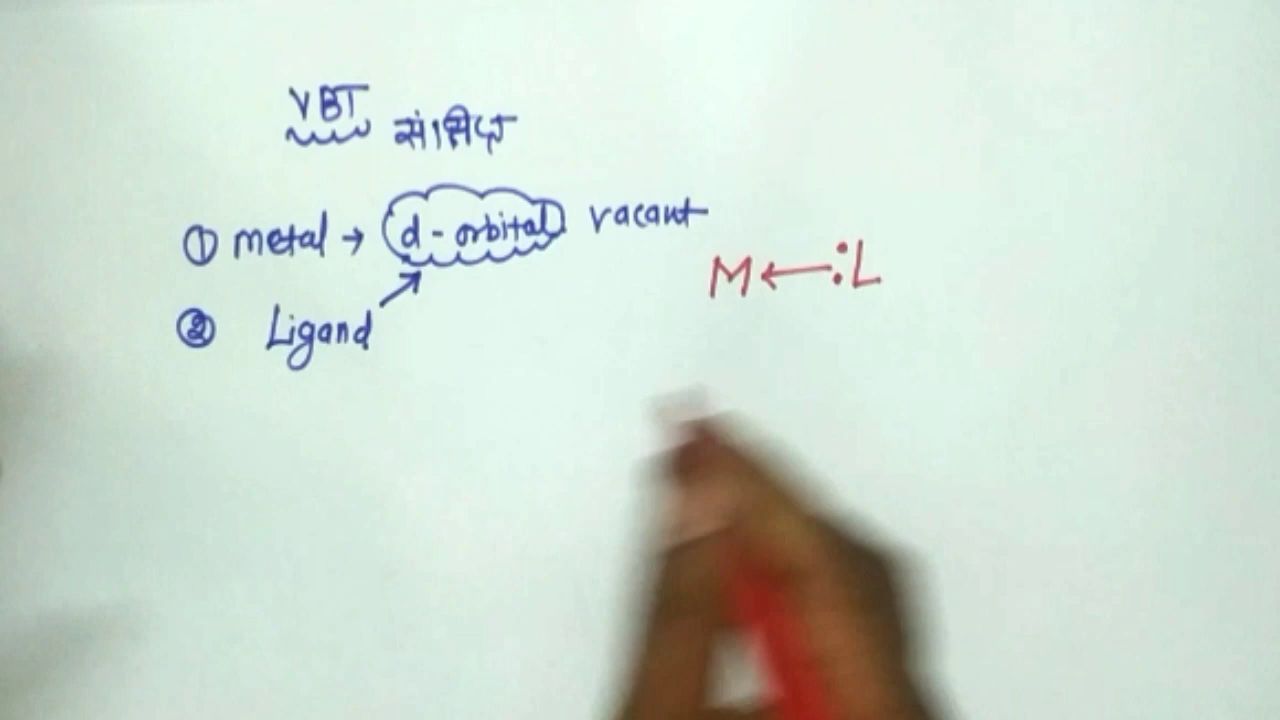 VBT
① metal → d-orbital vacant
M ← :L
② Ligand